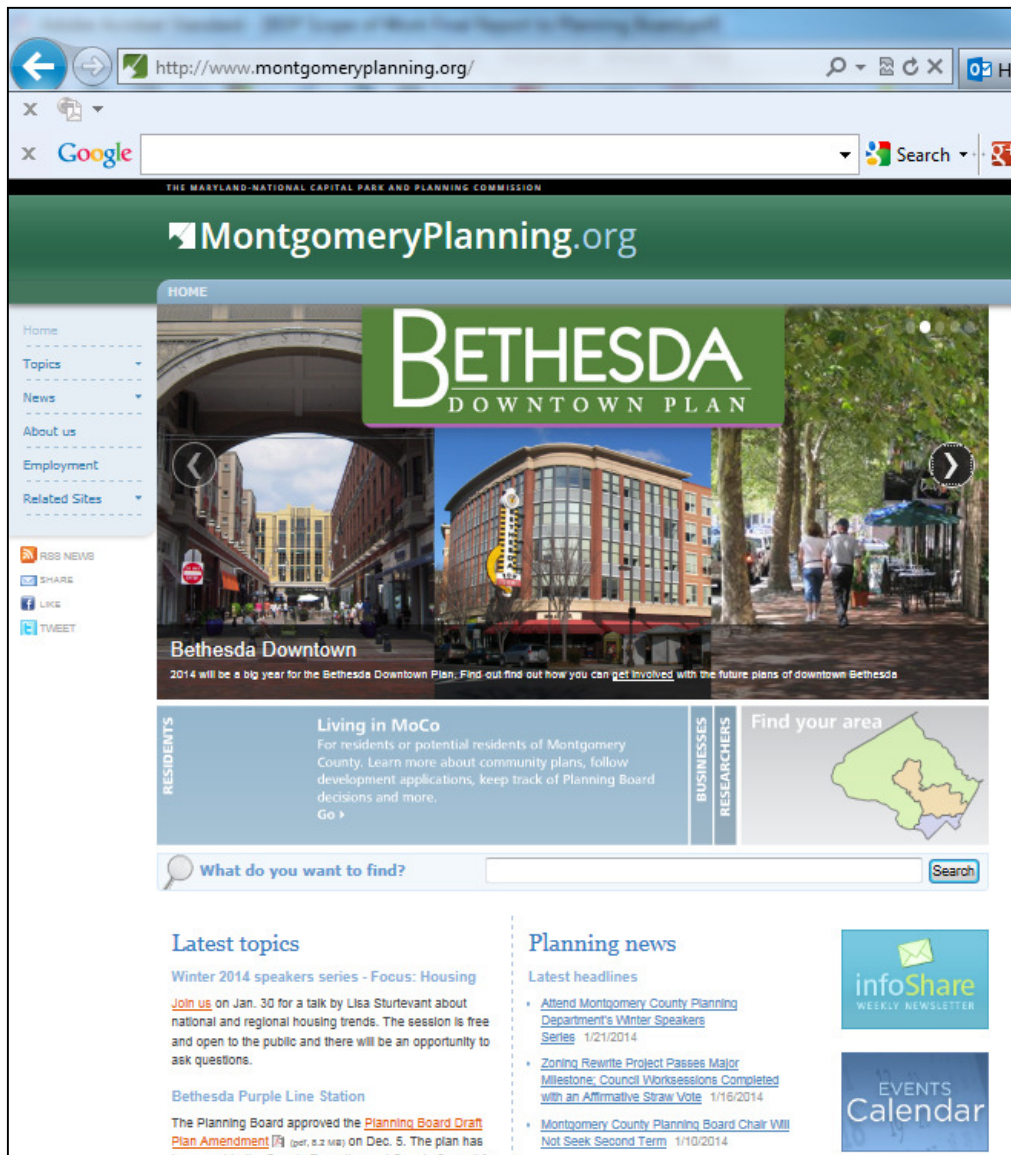 http://www.montgomeryplanning.org/
Google
Search
THE MARYLAND-NATIONAL CAPITAL PARK AND PLANNING COMMISSION
MontgomeryPlanning.org
HOME
Home
Topics
News
About us
Employment
Related Sites
RSS NEWS
SHARE
LIKE
TWEET
BETHESDA
DOWNTOWN PLAN
Bethesda Downtown
2014 will be a big year for the Bethesda Downtown Plan. Find out find out how you can get involved with the future plans of downtown Bethesda
RESIDENTS
Living in MoCo
For residents or potential residents of Montgomery
County. Learn more about community plans, follow
development applications, keep track of Planning Board
decisions and more.
Go
BUSINESSES
RESEARCHERS
Find your area
What do you want to find?
Search
Latest topics
Winter 2014 speakers series - Focus: Housing
Join us on Jan. 30 for a talk by Lisa Sturtevant about
national and regional housing trends. The session is free
and open to the public and there will be an opportunity to
ask questions.
Bethesda Purple Line Station
The Planning Board approved the Planning Board Draft
Plan Amendment (pdf, 8.2 MB) on Dec. 5. The plan has
Planning news
Latest headlines
Attend Montgomery County Planning
Department's Winter Speakers
Series 1/21/2014
Zoning Rewrite Project Passes Major
Milestone; Council Worksessions Completed
with an Affirmative Straw Vote 1/16/2014
Montgomery County Planning Board Chair Will
Not Seek Second Term 1/10/2014
infoShare
WEEKLY NEWSLETTER
EVENTS
Calendar